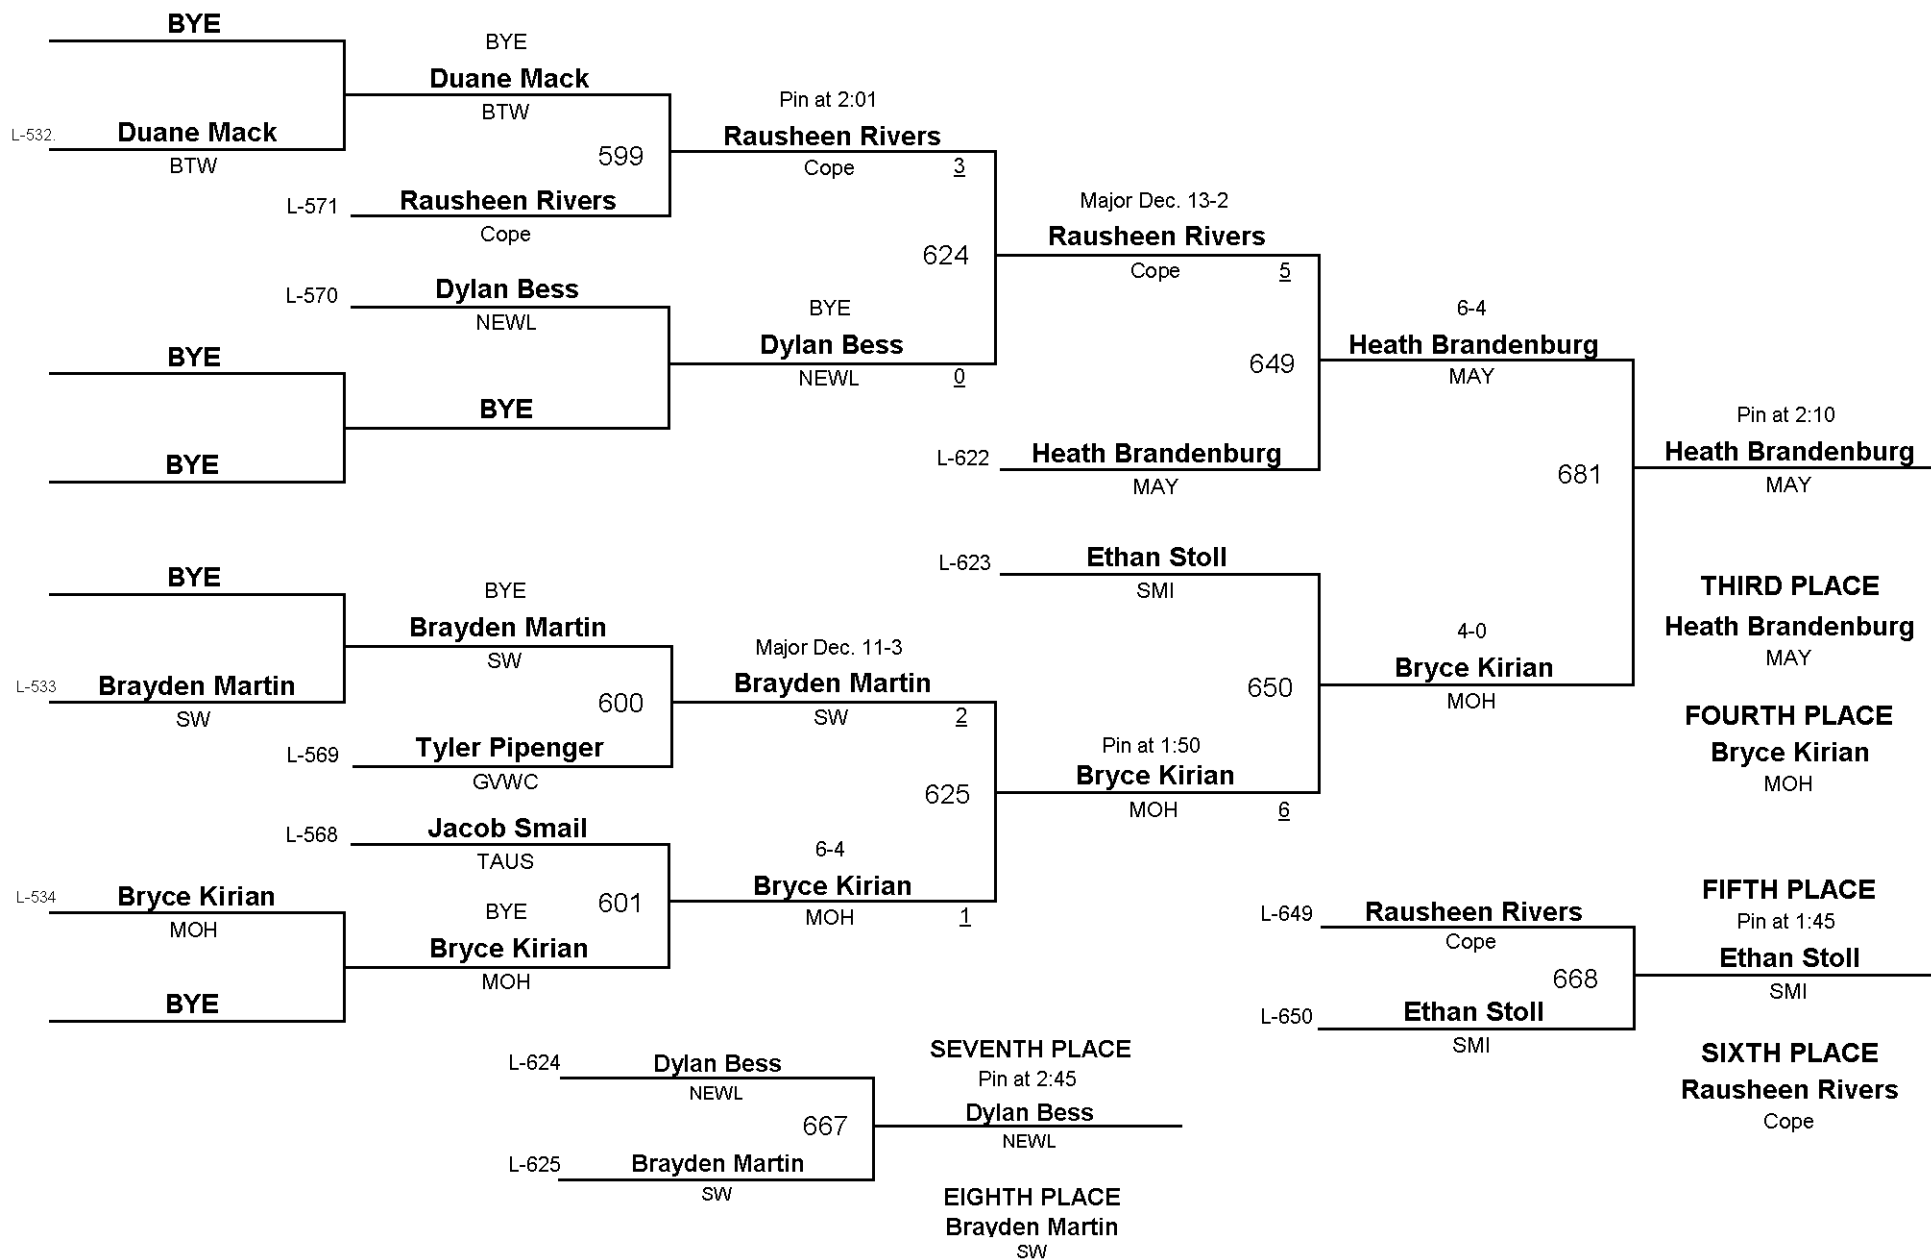 BYE
BYE
Duane Mack
BTW
L-532.
Duane Mack
BTW
599
Pin at 2:01
Rausheen Rivers
Cope
3
L-571
Rausheen Rivers
Cope
Major Dec. 13-2
Rausheen Rivers
Cope
5
624
L-570
Dylan Bess
NEWL
BYE
Dylan Bess
NEWL
0
BYE
BYE
BYE
649
6-4
Heath Brandenburg
MAY
L-622
Heath Brandenburg
MAY
681
Pin at 2:10
Heath Brandenburg
MAY
L-623
Ethan Stoll
SMI
BYE
BYE
Brayden Martin
SW
L-533
Brayden Martin
SW
600
Major Dec. 11-3
Brayden Martin
SW
2
L-569
Tyler Pipenger
GVWC
650
4-0
Bryce Kirian
MOH
THIRD PLACE
Heath Brandenburg
MAY
FOURTH PLACE
Bryce Kirian
MOH
625
Pin at 1:50
Bryce Kirian
MOH
6
L-568
Jacob Smail
TAUS
6-4
Bryce Kirian
MOH
1
L-534
Bryce Kirian
MOH
601
BYE
Bryce Kirian
MOH
BYE
L-649
Rausheen Rivers
Cope
668
L-650
Ethan Stoll
SMI
FIFTH PLACE
Pin at 1:45
Ethan Stoll
SMI
SIXTH PLACE
Rausheen Rivers
Cope
L-624
Dylan Bess
NEWL
667
L-625
Brayden Martin
SW
SEVENTH PLACE
Pin at 2:45
Dylan Bess
NEWL
EIGHTH PLACE
Brayden Martin
SW